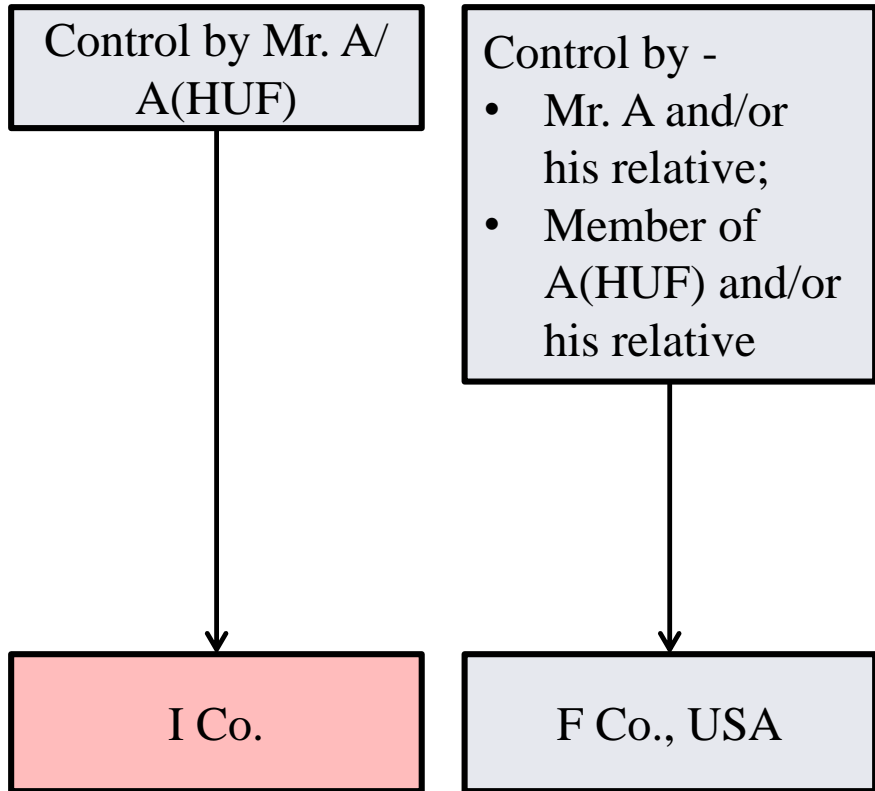 Control by Mr. A/
A(HUF)
Control by -
• Mr. A and/or
his relative;
• Member of
A(HUF) and/or
his relative
I Co.
F Co., USA